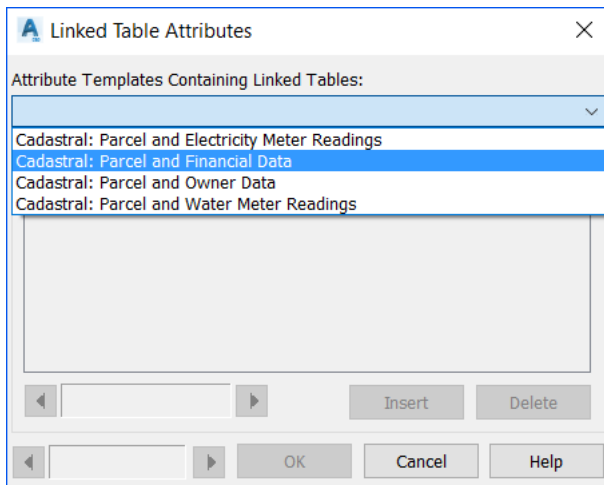 Linked Table Attributes
Attribute Templates Containing Linked Tables:
Cadastral: Parcel and Electricity Meter Readings
Cadastral: Parcel and Financial Data
Cadastral: Parcel and Owner Data
Cadastral: Parcel and Water Meter Readings
Insert Delete
OK Cancel Help